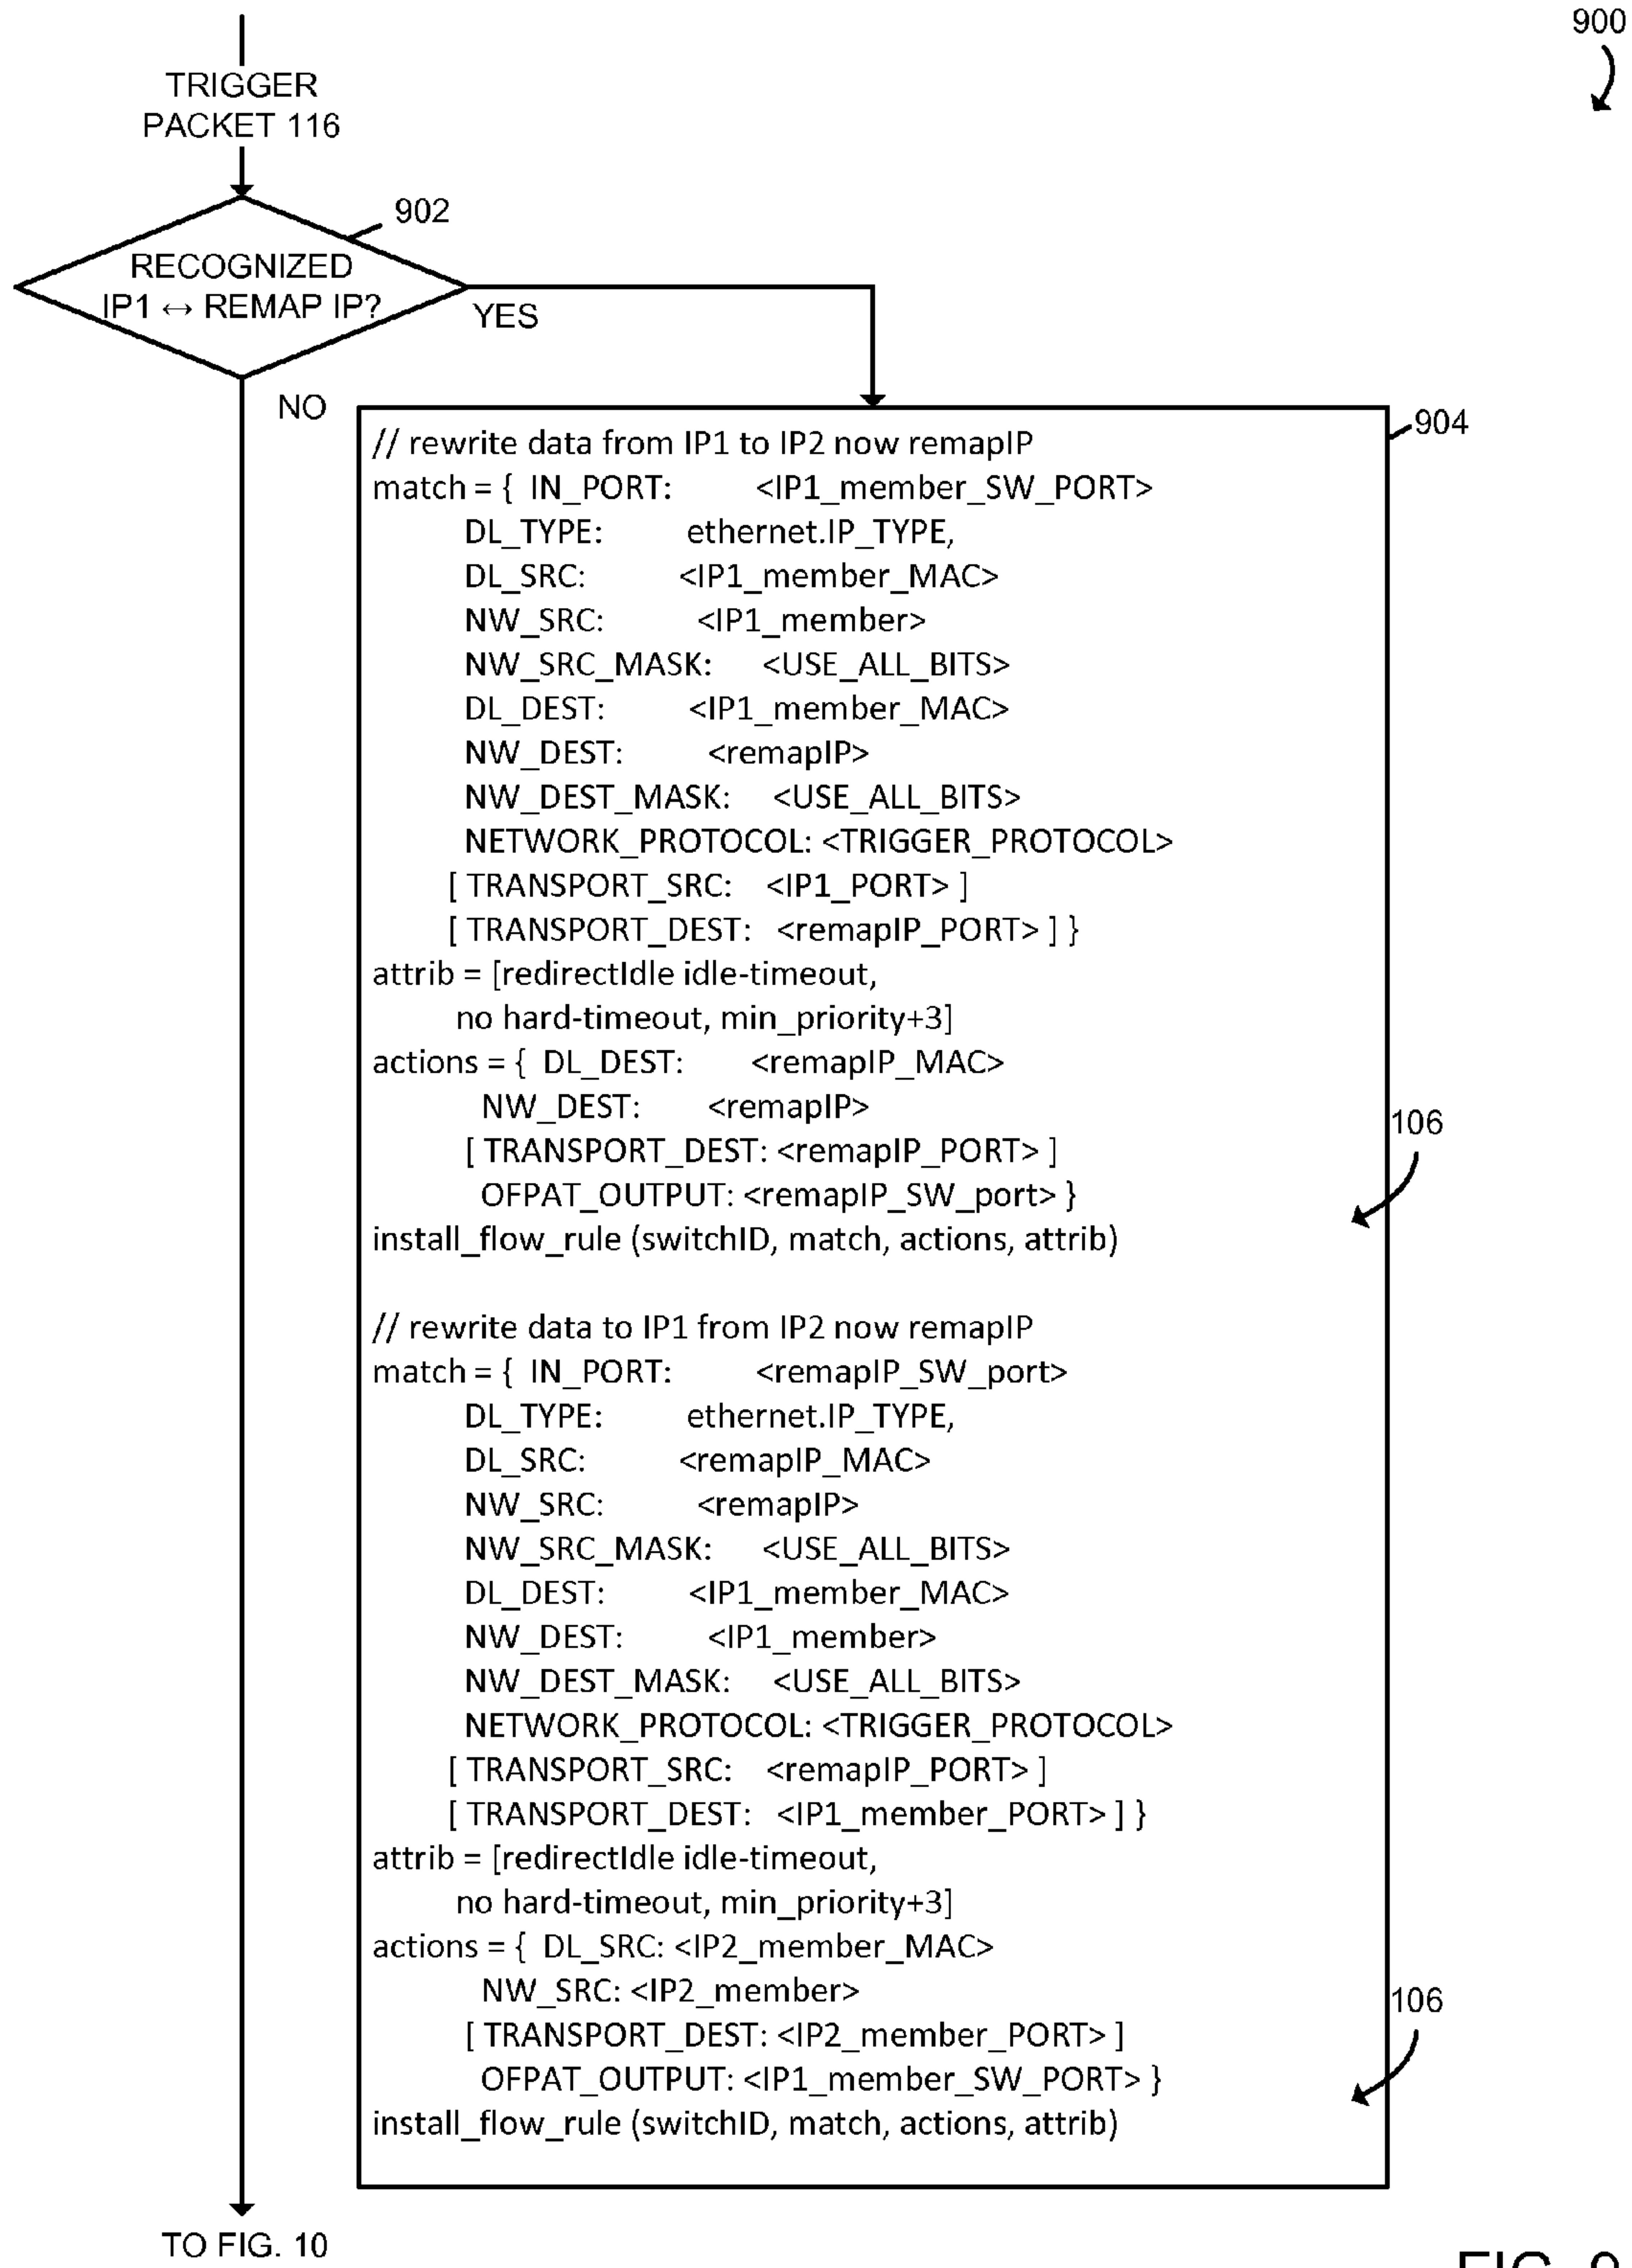 900
TRIGGER
PACKET 116
902
RECOGNIZED
IP1 ↔ REMAP IP?
YES
NO
904
// rewrite data from IP1 to IP2 now remapIP
match = { IN_PORT: <IP1_member_SW_PORT>
DL_TYPE: ethernet.IP_TYPE,
DL_SRC: <IP1_member_MAC>
NW_SRC: <IP1_member>
NW_SRC_MASK: <USE_ALL_BITS>
DL_DEST: <IP1_member_MAC>
NW_DEST: <remapIP>
NW_DEST_MASK: <USE_ALL_BITS>
NETWORK_PROTOCOL: <TRIGGER_PROTOCOL>
[ TRANSPORT_SRC: <IP1_PORT> ]
[ TRANSPORT_DEST: <remapIP_PORT> ] }
attrib = [redirectIdle idle-timeout,
no hard-timeout, min_priority+3]
actions = { DL_DEST: <remapIP_MAC>
NW_DEST: <remapIP>
106
[ TRANSPORT_DEST: <remapIP_PORT> ]
OFPAT_OUTPUT: <remapIP_SW_port> }
install_flow_rule (switchID, match, actions, attrib)
// rewrite data to IP1 from IP2 now remapIP
match = { IN_PORT: <remapIP_SW_port>
DL_TYPE: ethernet.IP_TYPE,
DL_SRC: <remapIP_MAC>
NW_SRC: <remapIP>
NW_SRC_MASK: <USE_ALL_BITS>
DL_DEST: <IP1_member_MAC>
NW_DEST: <IP1_member>
NW_DEST_MASK: <USE_ALL_BITS>
NETWORK_PROTOCOL: <TRIGGER_PROTOCOL>
[ TRANSPORT_SRC: <remapIP_PORT> ]
[ TRANSPORT_DEST: <IP1_member_PORT> ] }
attrib = [redirectIdle idle-timeout,
no hard-timeout, min_priority+3]
actions = { DL_SRC: <IP2_member_MAC>
NW_SRC: <IP2_member>
106
[ TRANSPORT_DEST: <IP2_member_PORT> ]
OFPAT_OUTPUT: <IP1_member_SW_PORT> }
install_flow_rule (switchID, match, actions, attrib)
TO FIG. 10